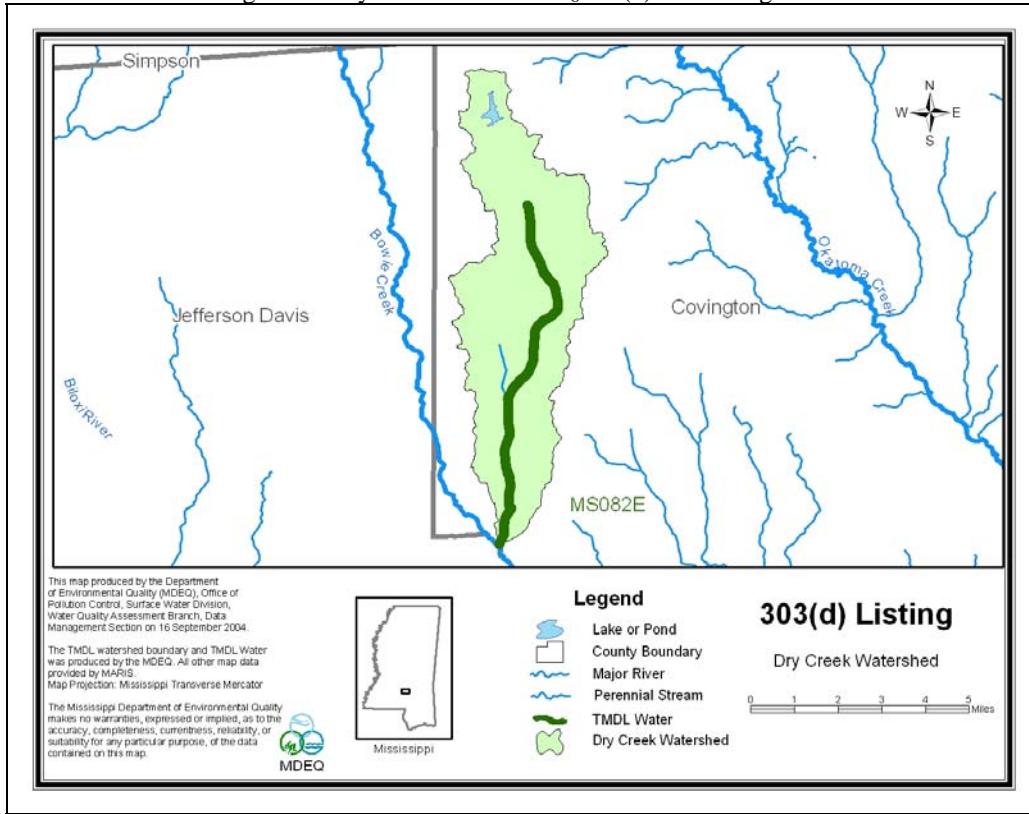 Simpson
N
W E
S
Bowie Creek
Okatoma Creek
Jefferson Davis
Covington
Biloxi River
MS082E
This map produced by the Department
of Environmental Quality (MDEQ), Office of
Pollution Control, Surface Water Division,
Water Quality Assessment Branch, Data
Management Section on 16 September 2004.
The TMDL watershed boundary and TMDL Water
was produced by the MDEQ. All other map data
provided by MARIS.
Map Projection: Mississippi Transverse Mercator
The Mississippi Department of Environmental Quality
makes no warranties, expressed or implied, as to the
accuracy, completeness, currentness, reliability, or
suitability for any particular purpose, of the data
contained on this map.
MDEQ
Mississippi
Legend
Lake or Pond
County Boundary
Major River
Perennial Stream
TMDL Water
Dry Creek Watershed
303(d) Listing
Dry Creek Watershed
0 1 2 3 4 5
Miles